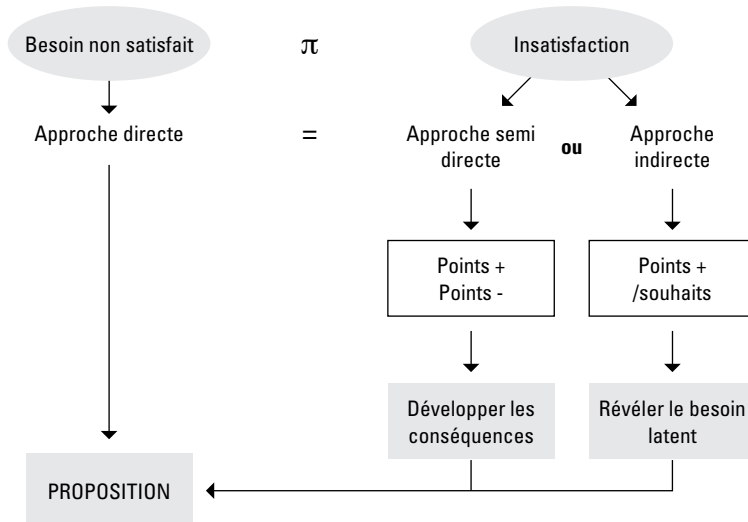 Besoin non satisfait
π
Insatisfaction
Approche directe
=
Approche semi
directe
ou
Approche
indirecte
Points +
Points -
Points +
/souhaits
Développer les
conséquences
Révéler le besoin
latent
PROPOSITION